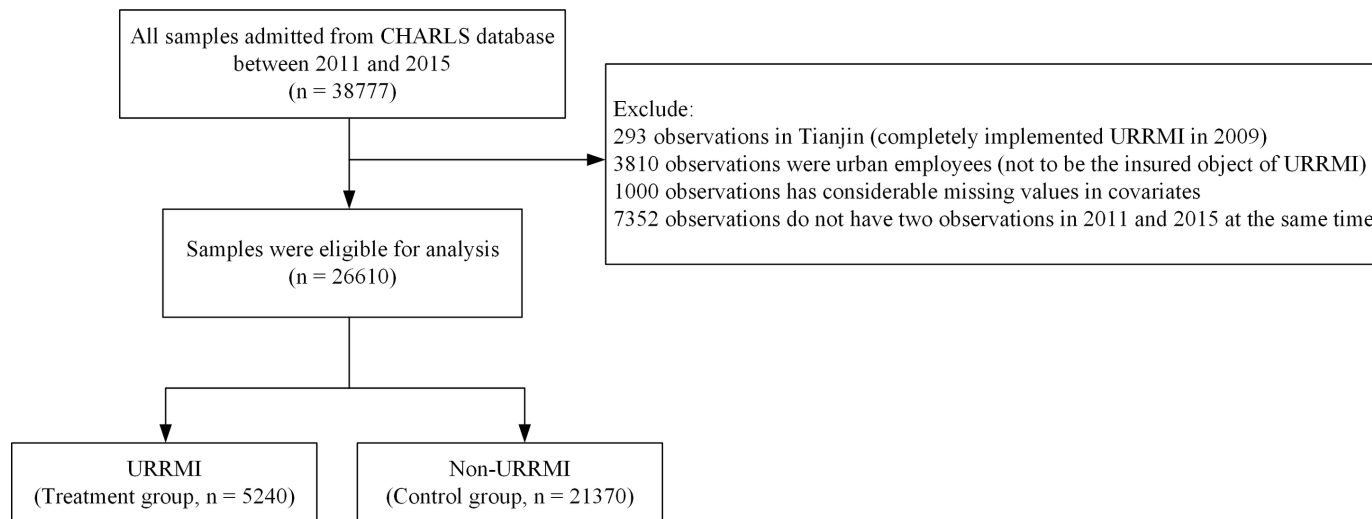 All samples admitted from CHARLS database
between 2011 and 2015
(n = 38777)
Exclude:
293 observations in Tianjin (completely implemented URRMI in 2009)
3810 observations were urban employees (not to be the insured object of URRMI)
1000 observations has considerable missing values in covariates
7352 observations do not have two observations in 2011 and 2015 at the same time
Samples were eligible for analysis
(n = 26610)
URRMI
(Treatment group, n = 5240)
Non-URRMI
(Control group, n = 21370)